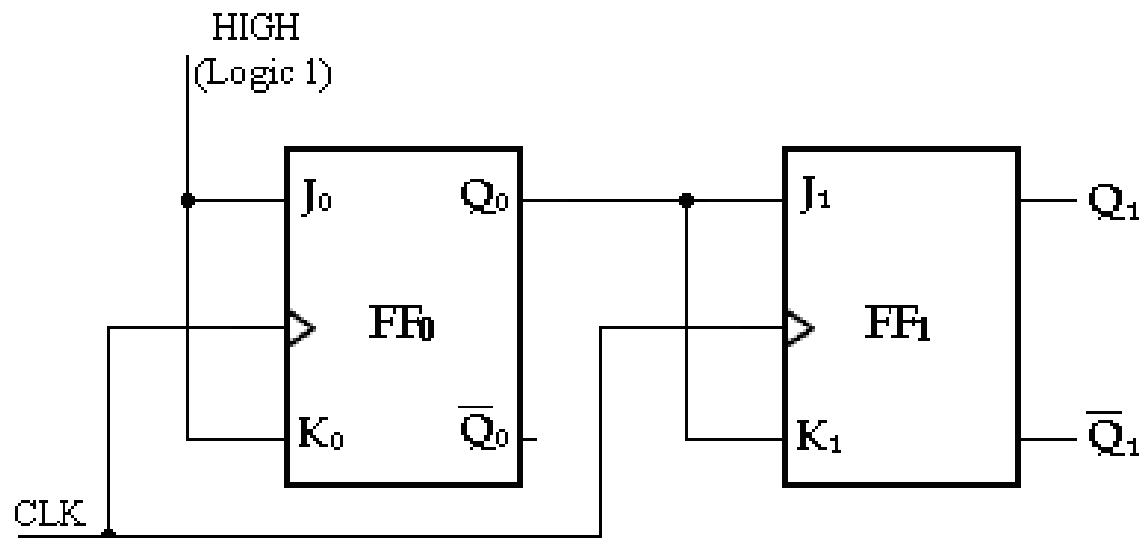 HIGH
(Logic 1)
J₀
Q₀
J₁
Q₁
FF₀
FF₁
K₀
Q̅₀
K₁
Q̅₁
CLK